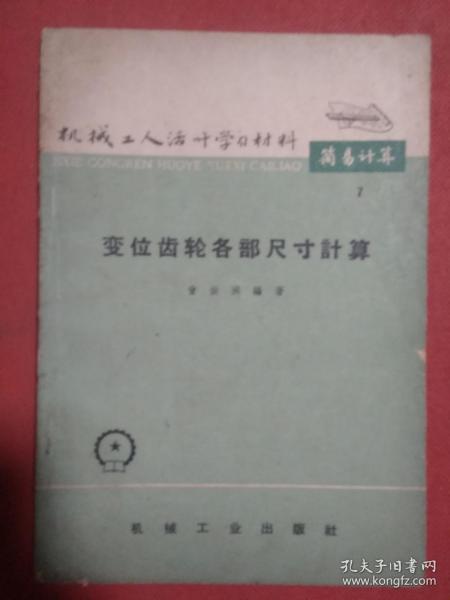 机械工人活叶学习材料
JIXIE GONGREN HUOYE XUEXI CAILIAO
简易计算
7
变位齿轮各部尺寸計算
編著
机械工业出版社
孔夫子旧书网
www.kongfz.com